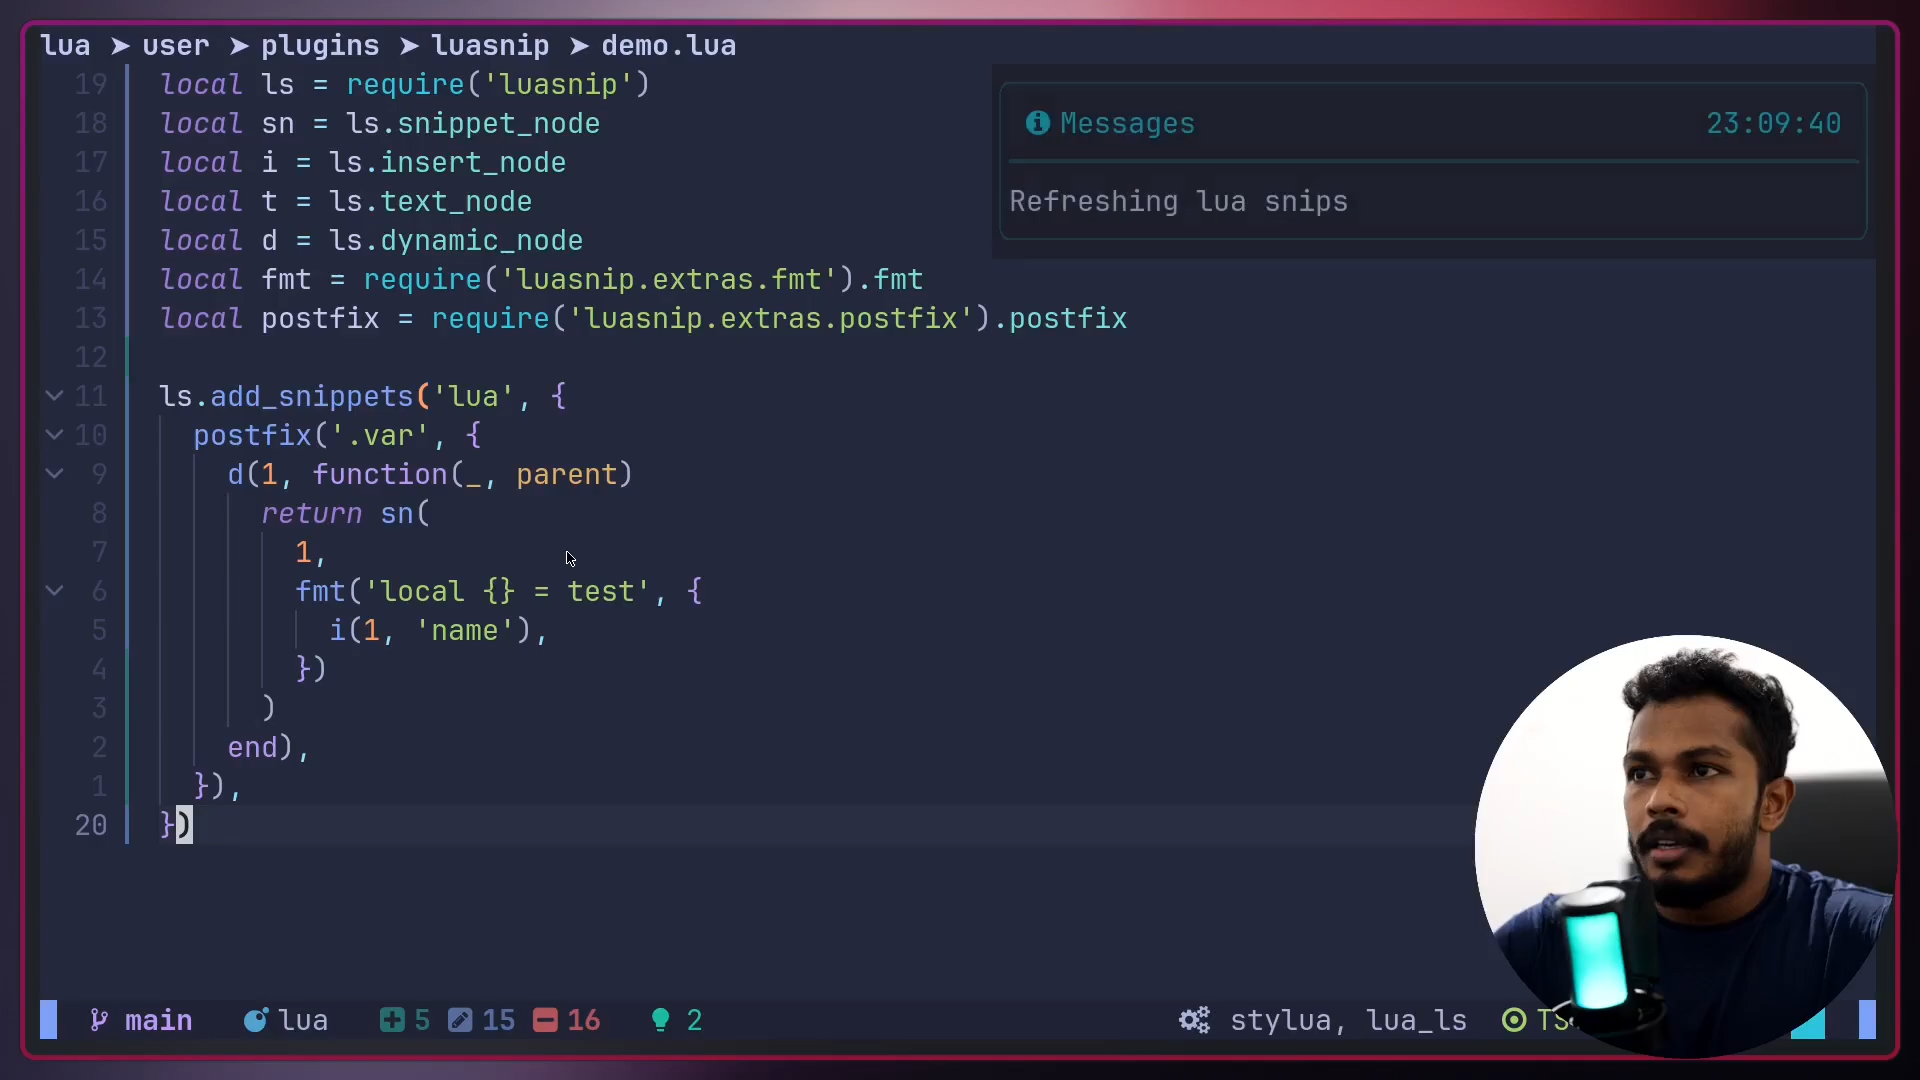 lua ➤ user ➤ plugins ➤ luasnip ➤ demo.lua
19 local ls = require('luasnip')
18 local sn = ls.snippet_node
17 local i = ls.insert_node
16 local t = ls.text_node
15 local d = ls.dynamic_node
14 local fmt = require('luasnip.extras.fmt').fmt
13 local postfix = require('luasnip.extras.postfix').postfix
12
11 ls.add_snippets('lua', {
10 postfix('.var', {
9 d(1, function(_, parent)
8 return sn(
7 1,
6 fmt('local {} = test', {
5 i(1, 'name'),
4 })
3 )
2 end),
1 }),
20 })
Messages 23:09:40
Refreshing lua snips
main lua 5 15 16 2 stylua, lua_ls TS